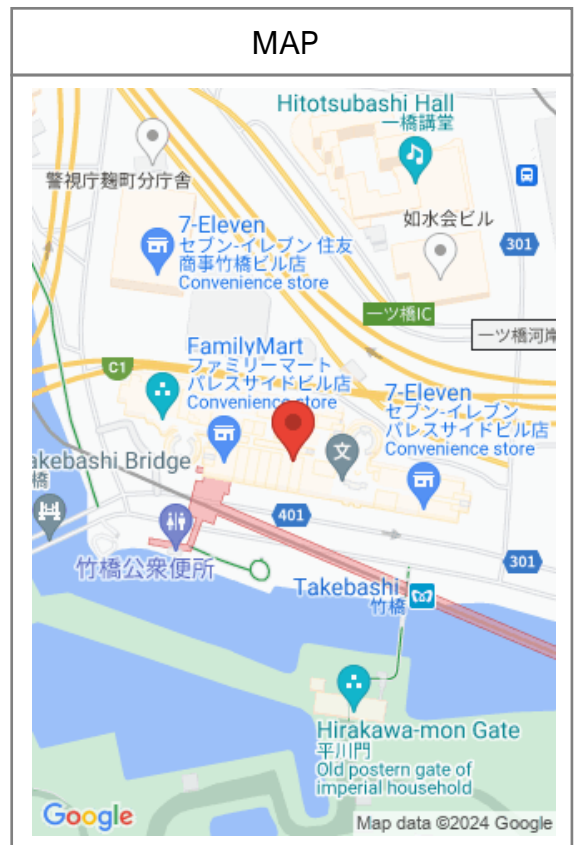 MAP
Hitotsubashi Hall
一橋講堂
警視庁麹町分庁舎
如水会ビル
7-Eleven
セブン-イレブン 住友
商事竹橋ビル店
Convenience store
301
一ツ橋IC
一ツ橋河岸
FamilyMart
ファミリーマート
パレスサイドビル店
Convenience store
C1
7-Eleven
セブン-イレブン
パレスサイドビル店
Convenience store
文
akebashi Bridge
橋
401
竹橋公衆便所
301
Takebashi
竹橋
Hirakawa-mon Gate
平川門
Old postern gate of
imperial household
Google
Map data ©2024 Google